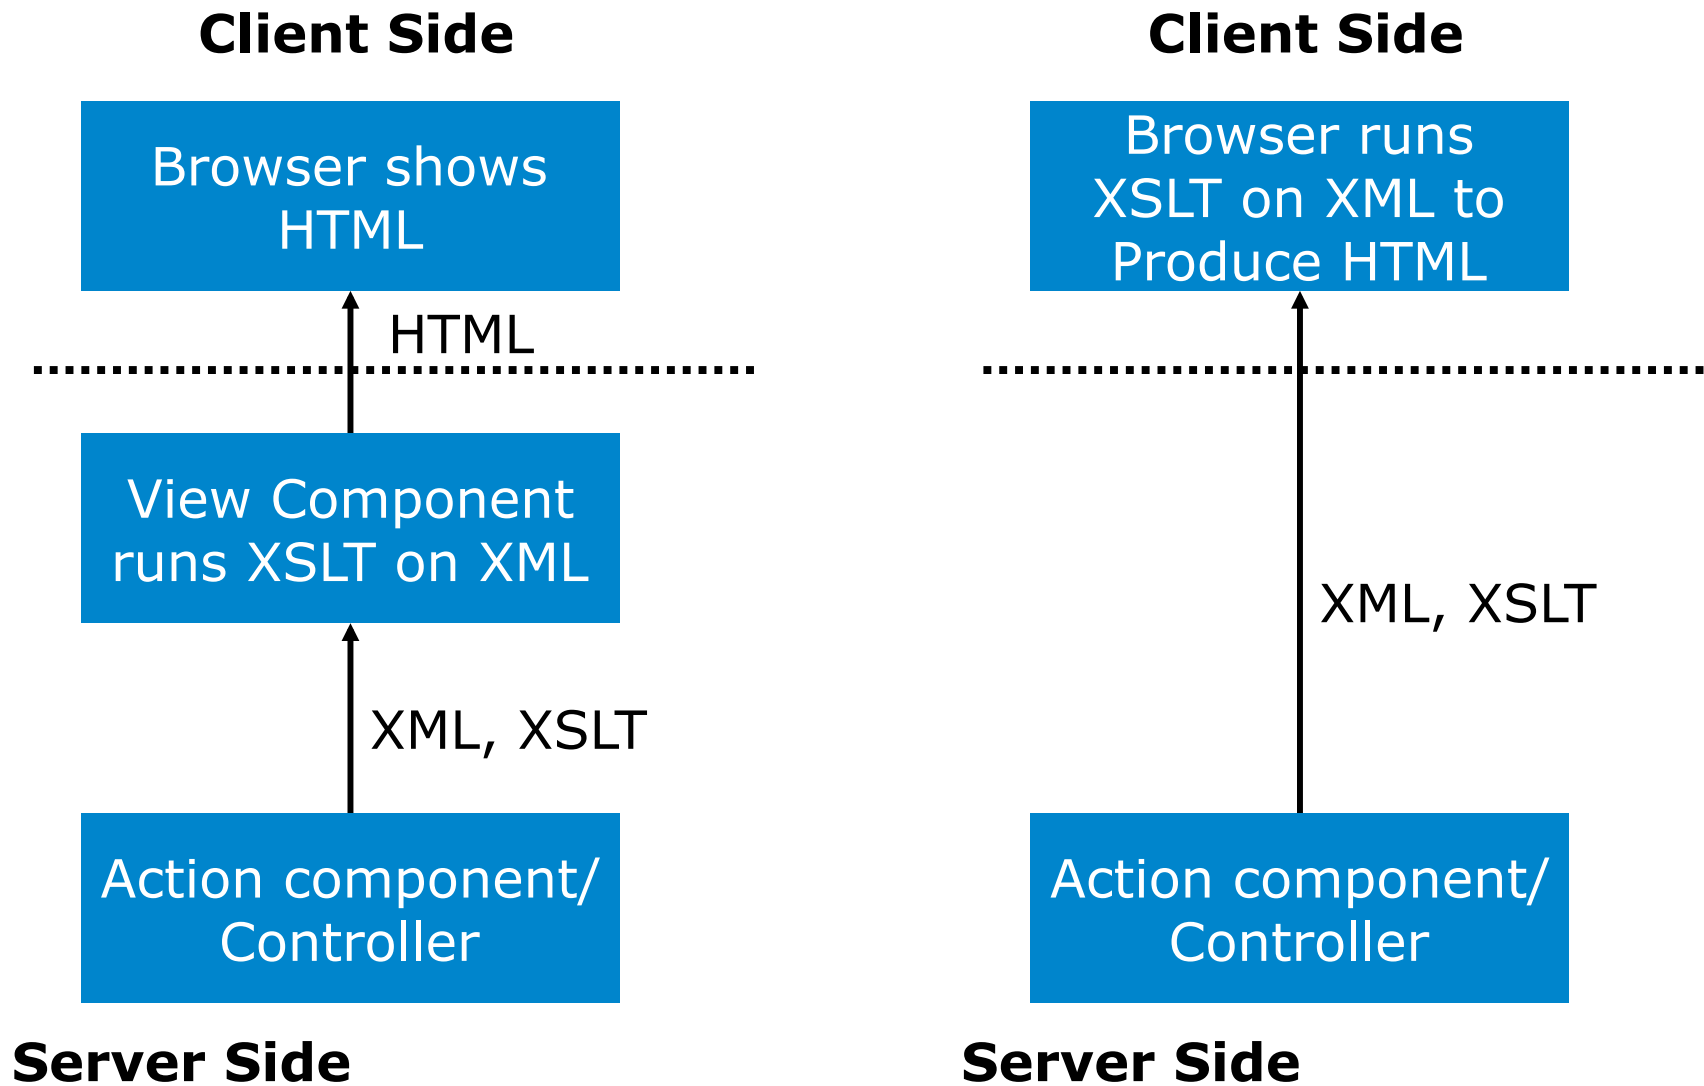 Client Side
Browser shows
HTML
HTML
View Component
runs XSLT on XML
XML, XSLT
Action component/
Controller
Server Side
Client Side
Browser runs
XSLT on XML to
Produce HTML
XML, XSLT
Action component/
Controller
Server Side